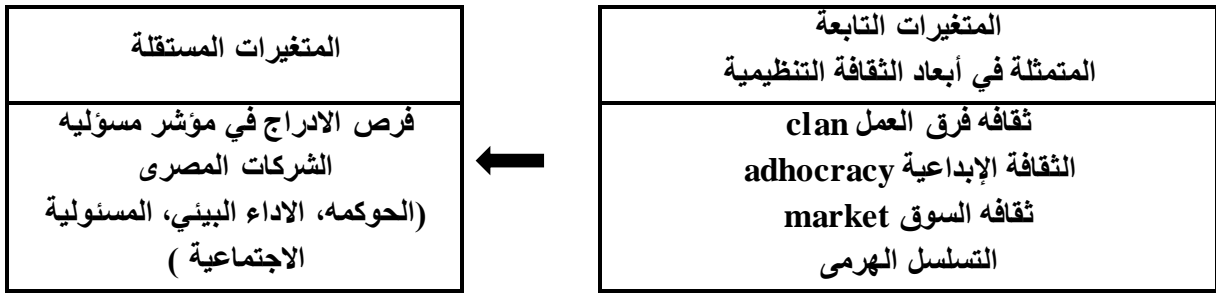 المتغيرات التابعة
المتمثلة في أبعاد الثقافة التنظيمية
ثقافه فرق العمل clan
الثقافة الإبداعية adhocracy
ثقافه السوق market
التسلسل الهرمى
المتغيرات المستقلة
فرص الادراج في مؤشر مسؤليه
الشركات المصرى
(الحوكمه، الاداء البيئي، المسئولية
الاجتماعية )